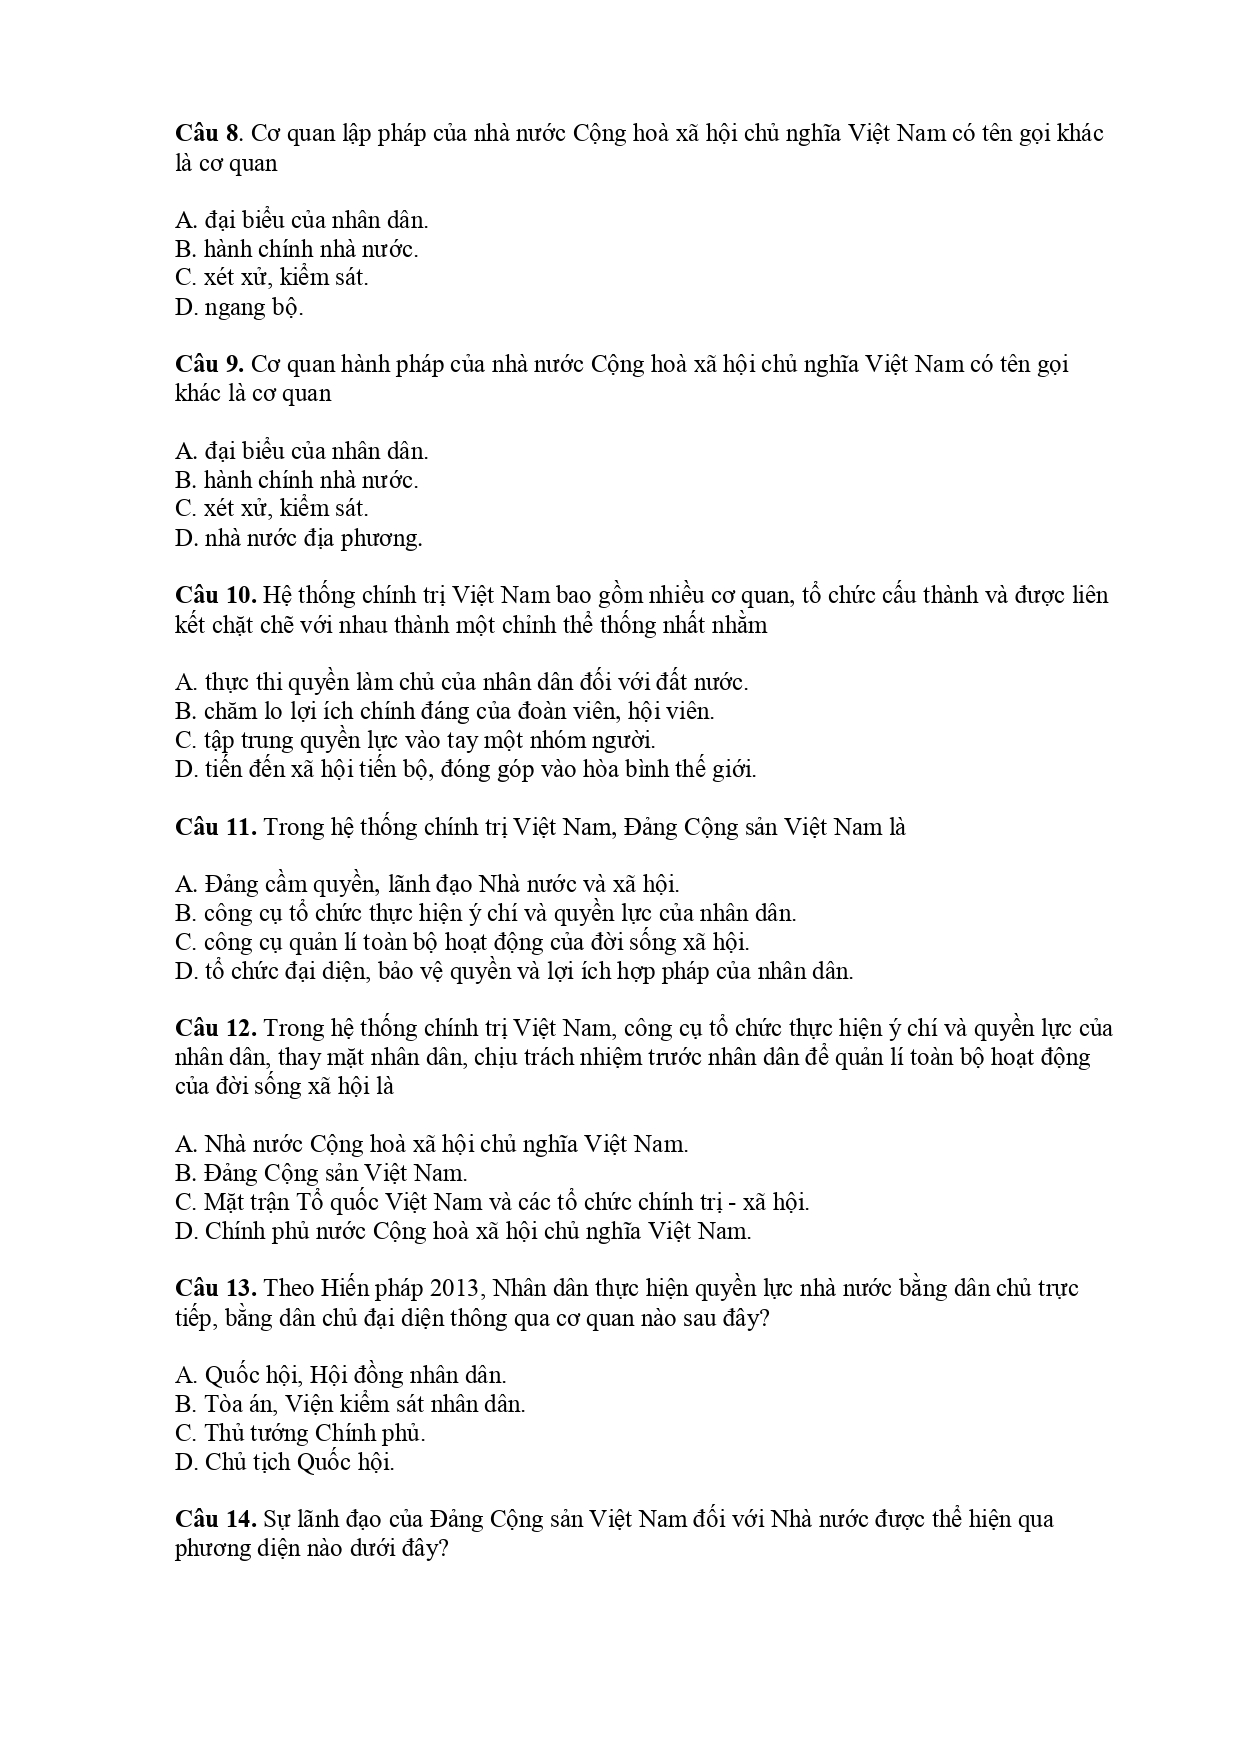 Câu 8. Cơ quan lập pháp của nhà nước Cộng hoà xã hội chủ nghĩa Việt Nam có tên gọi khác
là cơ quan
A. đại biểu của nhân dân.
B. hành chính nhà nước.
C. xét xử, kiểm sát.
D. ngang bộ.
Câu 9. Cơ quan hành pháp của nhà nước Cộng hoà xã hội chủ nghĩa Việt Nam có tên gọi
khác là cơ quan
A. đại biểu của nhân dân.
B. hành chính nhà nước.
C. xét xử, kiểm sát.
D. nhà nước địa phương.
Câu 10. Hệ thống chính trị Việt Nam bao gồm nhiều cơ quan, tổ chức cấu thành và được liên
kết chặt chẽ với nhau thành một chỉnh thể thống nhất nhằm
A. thực thi quyền làm chủ của nhân dân đối với đất nước.
B. chăm lo lợi ích chính đáng của đoàn viên, hội viên.
C. tập trung quyền lực vào tay một nhóm người.
D. tiến đến xã hội tiến bộ, đóng góp vào hòa bình thế giới.
Câu 11. Trong hệ thống chính trị Việt Nam, Đảng Cộng sản Việt Nam là
A. Đảng cầm quyền, lãnh đạo Nhà nước và xã hội.
B. công cụ tổ chức thực hiện ý chí và quyền lực của nhân dân.
C. công cụ quản lí toàn bộ hoạt động của đời sống xã hội.
D. tổ chức đại diện, bảo vệ quyền và lợi ích hợp pháp của nhân dân.
Câu 12. Trong hệ thống chính trị Việt Nam, công cụ tổ chức thực hiện ý chí và quyền lực của
nhân dân, thay mặt nhân dân, chịu trách nhiệm trước nhân dân để quản lí toàn bộ hoạt động
của đời sống xã hội là
A. Nhà nước Cộng hoà xã hội chủ nghĩa Việt Nam.
B. Đảng Cộng sản Việt Nam.
C. Mặt trận Tổ quốc Việt Nam và các tổ chức chính trị - xã hội.
D. Chính phủ nước Cộng hoà xã hội chủ nghĩa Việt Nam.
Câu 13. Theo Hiến pháp 2013, Nhân dân thực hiện quyền lực nhà nước bằng dân chủ trực
tiếp, bằng dân chủ đại diện thông qua cơ quan nào sau đây?
A. Quốc hội, Hội đồng nhân dân.
B. Tòa án, Viện kiểm sát nhân dân.
C. Thủ tướng Chính phủ.
D. Chủ tịch Quốc hội.
Câu 14. Sự lãnh đạo của Đảng Cộng sản Việt Nam đối với Nhà nước được thể hiện qua
phương diện nào dưới đây?